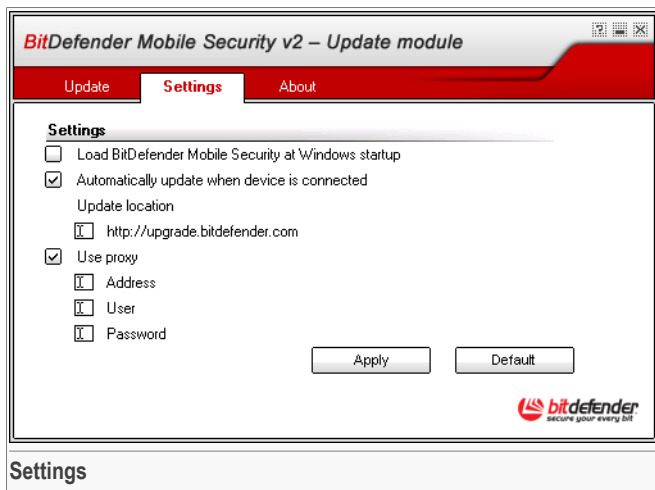 BitDefender Mobile Security v2 – Update module
Update Settings About
Settings
Load BitDefender Mobile Security at Windows startup
Automatically update when device is connected
Update location
http://upgrade.bitdefender.com
Use proxy
Address
User
Password
Apply Default
bitdefender
secure your every bit
Settings